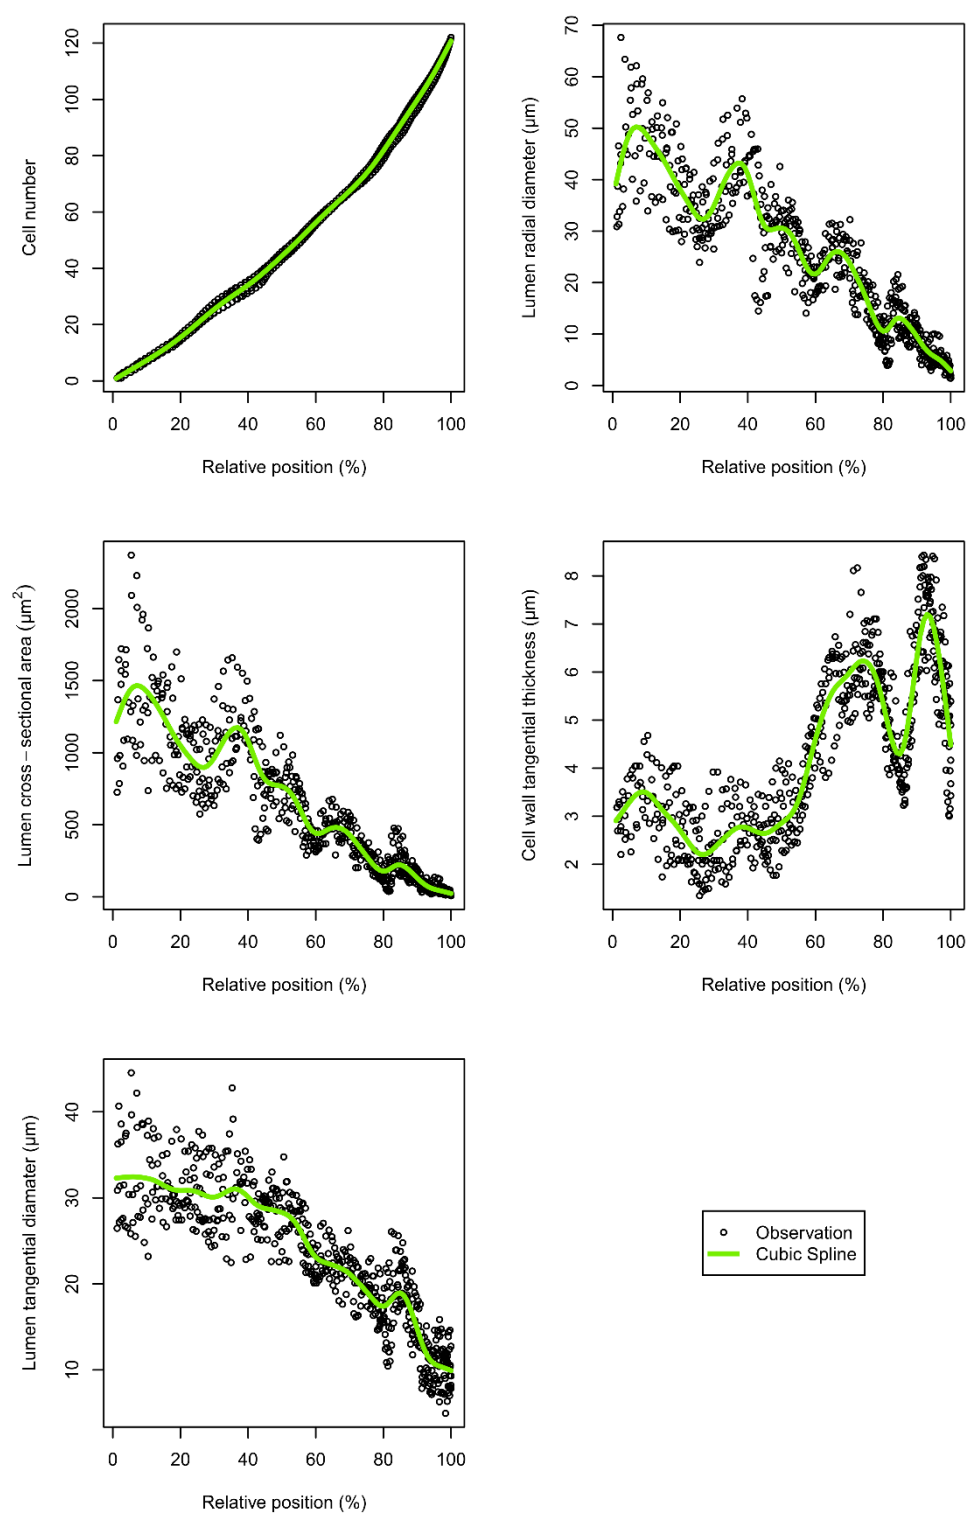 Cell number
0 20 40 60 80 100 120
0 20 40 60 80 100
Relative position (%)
Lumen radial diameter (μm)
0 10 20 30 40 50 60 70
0 20 40 60 80 100
Relative position (%)
Lumen cross – sectional area (μm²)
0 500 1000 1500 2000
0 20 40 60 80 100
Relative position (%)
Cell wall tangential thickness (μm)
2 3 4 5 6 7 8
0 20 40 60 80 100
Relative position (%)
Lumen tangential diamater (μm)
10 20 30 40
0 20 40 60 80 100
Relative position (%)
Observation
Cubic Spline